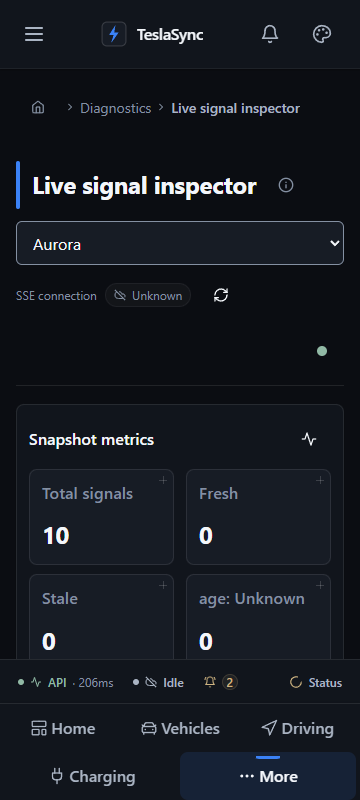 TeslaSync
Diagnostics Live signal inspector
Live signal inspector
Aurora
SSE connection Unknown
Snapshot metrics
Total signals
10
Fresh
0
Stale
0
age: Unknown
0
API · 206ms Idle 2 Status
Home Vehicles Driving
Charging More